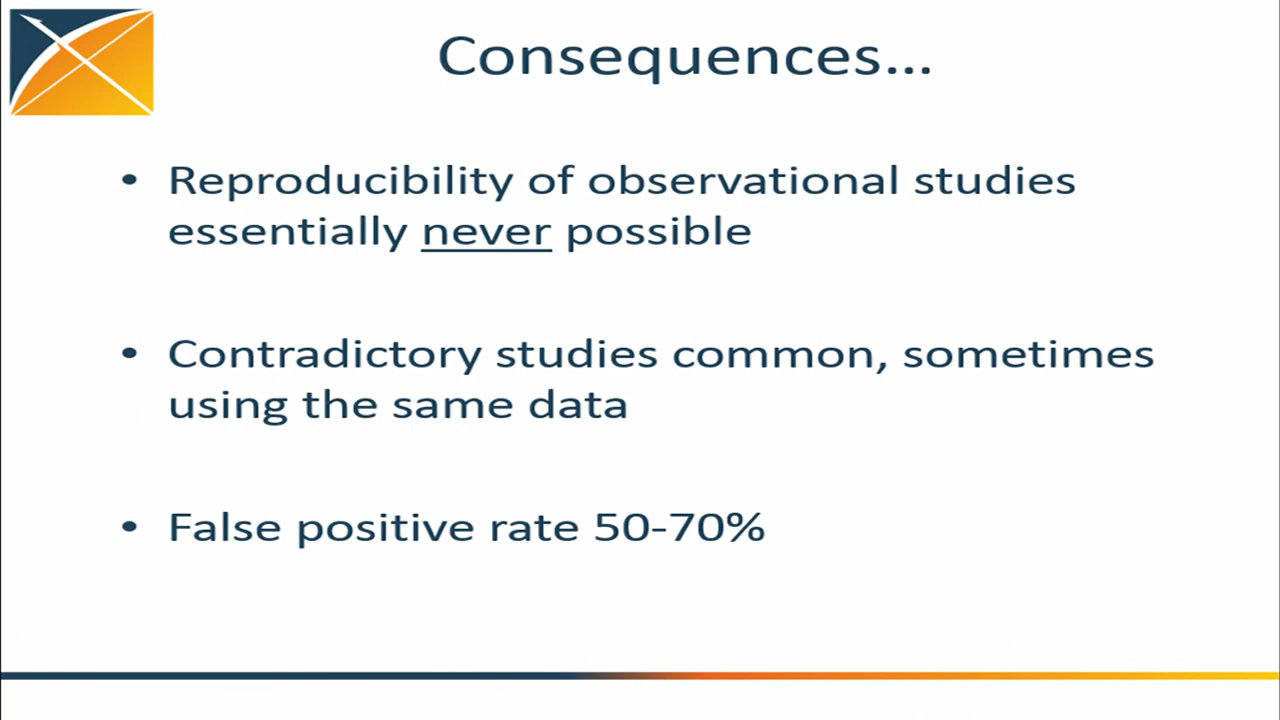 Consequences...
• Reproducibility of observational studies
essentially never possible
• Contradictory studies common, sometimes
using the same data
• False positive rate 50-70%